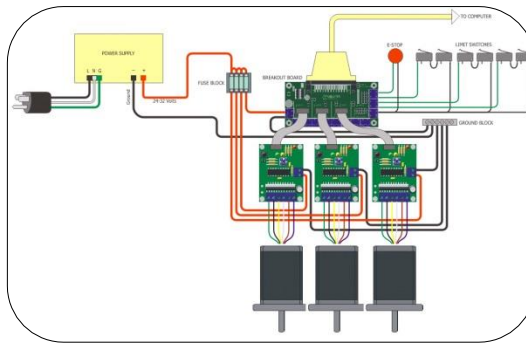 TO COMPUTER
POWER SUPPLY
E-STOP
LIMIT SWITCHES
L N G
- +
FUSE BLOCK
BREAKOUT BOARD
Ground
24-32 Volts
GROUND BLOCK